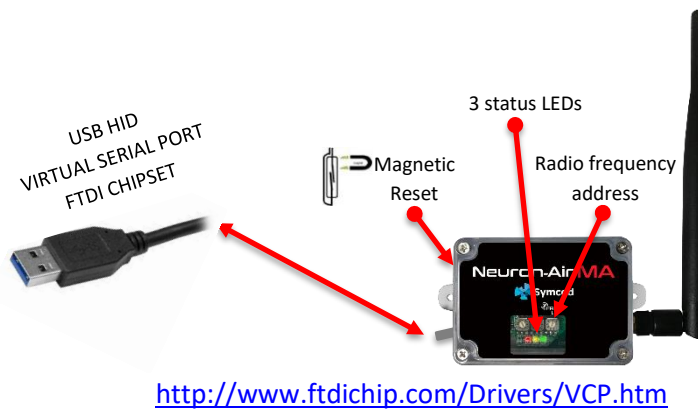 3 status LEDs
USB HID
VIRTUAL SERIAL PORT
FTDI CHIPSET
Magnetic
Reset
Radio frequency
address
Neuron-AirMA
Symcod
http://www.ftdichip.com/Drivers/VCP.htm